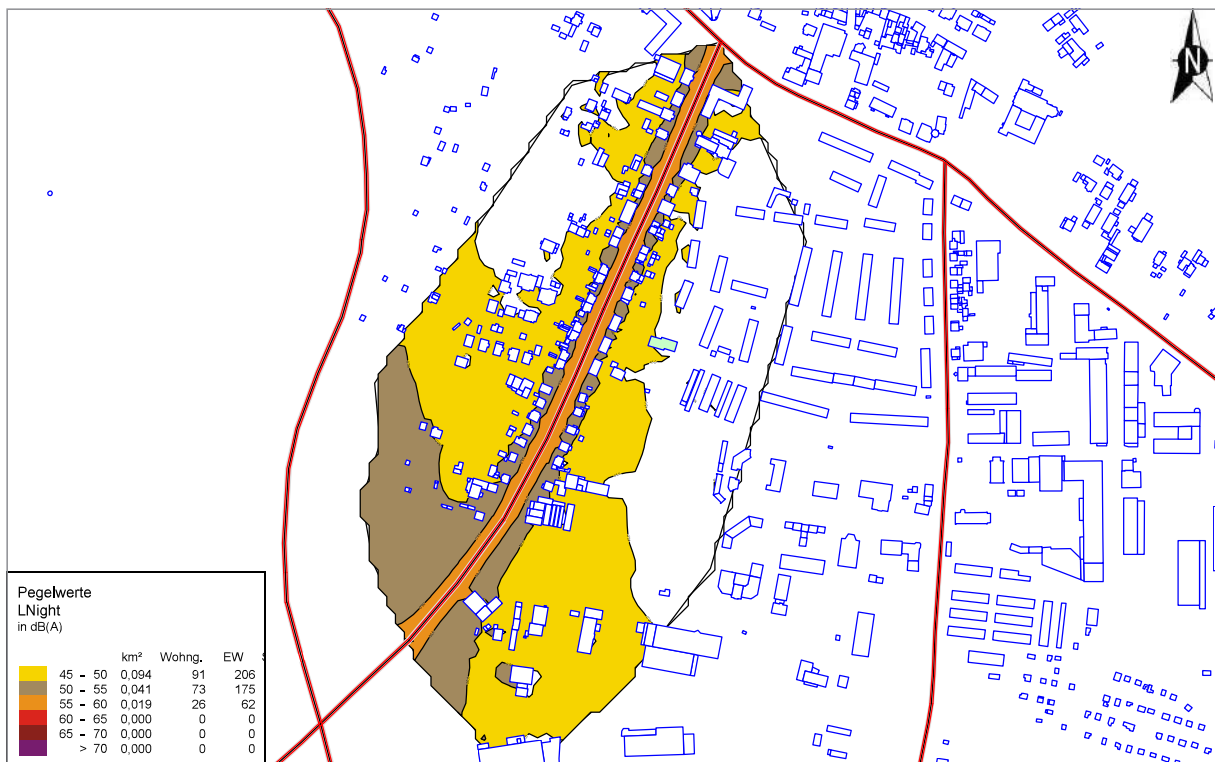 N
Pegelwerte
LNight
in dB(A)
km² Wohng. EW
45 - 50 0,094 91 206
50 - 55 0,041 73 175
55 - 60 0,019 26 62
60 - 65 0,000 0 0
65 - 70 0,000 0 0
> 70 0,000 0 0